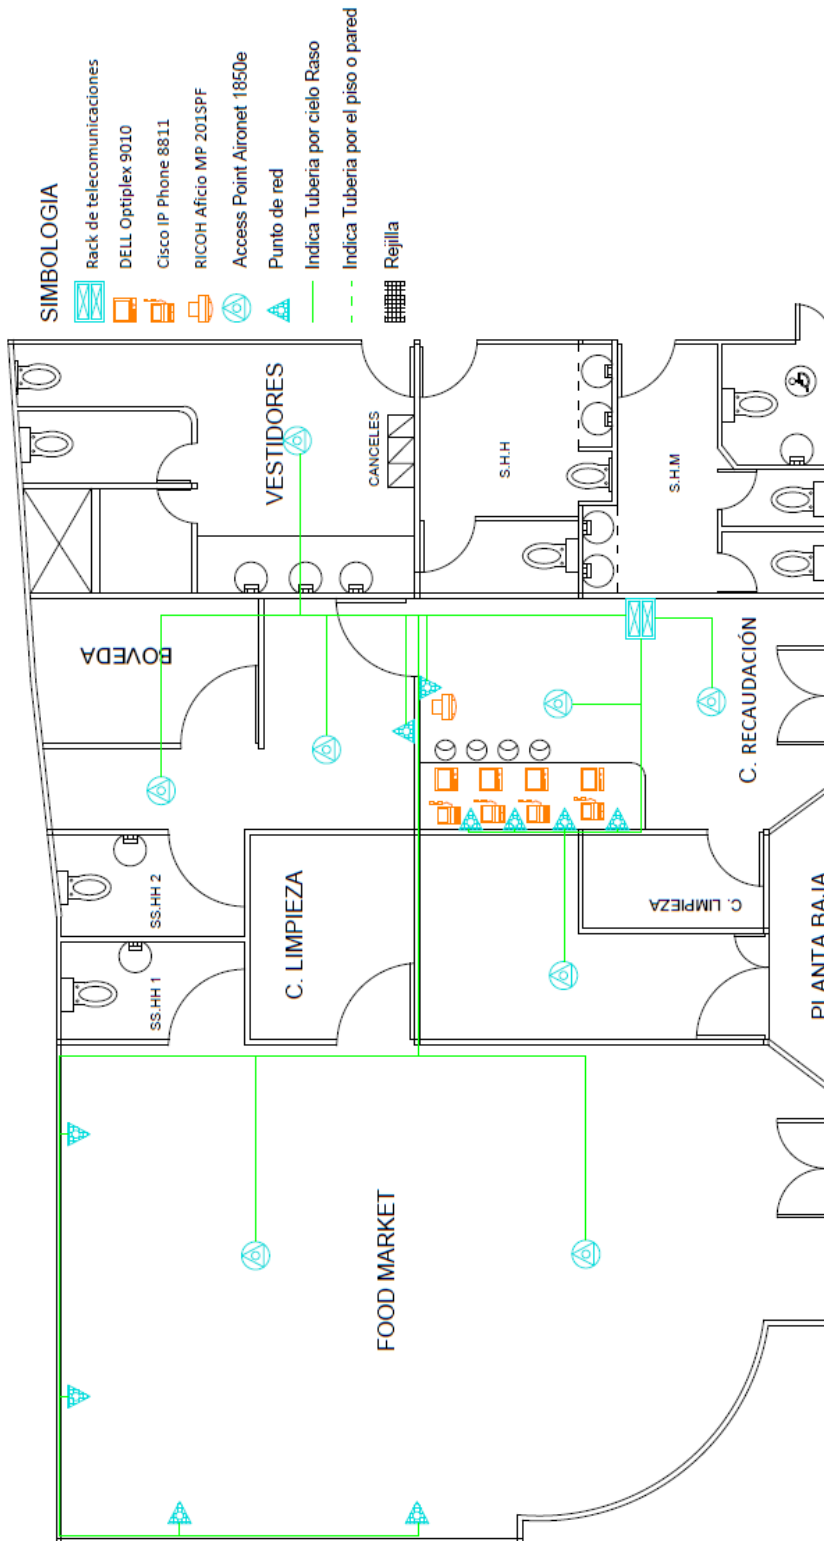 SIMBOLOGIA
Rack de telecomunicaciones
DELL Optiplex 9010
Cisco IP Phone 8811
RICOH Aficio MP 201SPF
Access Point Aironet 1850e
Punto de red
Indica Tuberia por cielo Raso
Indica Tuberia por el piso o pared
Rejilla
VESTIDORES
CANCELES
S.H.H
S.H.M
BOVEDA
C. RECAUDACIÓN
SS.HH 2
SS.HH 1
C. LIMPIEZA
C. LIMPIEZA
PLANTA BAJA
FOOD MARKET